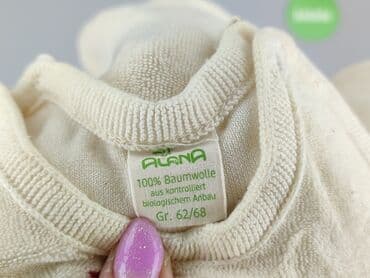 ALANA
100% Baumwolle
aus kontrolliert
biologischem Anbau
Gr. 62/68